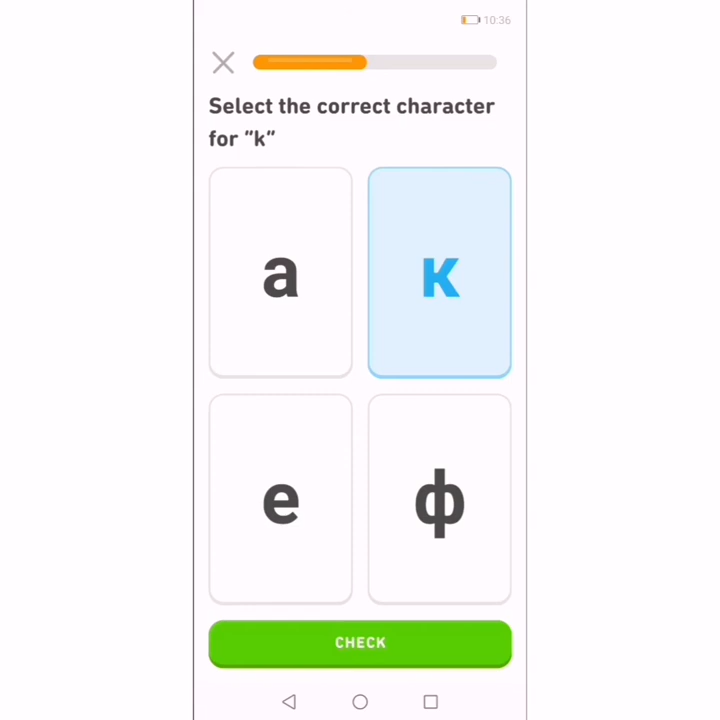 10:36
Select the correct character
for "k"
а
к
е
ф
CHECK